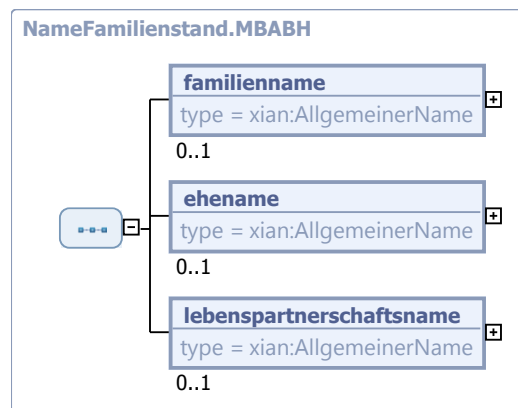 NameFamilienstand.MBABH
familienname
type = xian:AllgemeinerName
0..1
ehename
type = xian:AllgemeinerName
0..1
lebenspartnerschaftsname
type = xian:AllgemeinerName
0..1